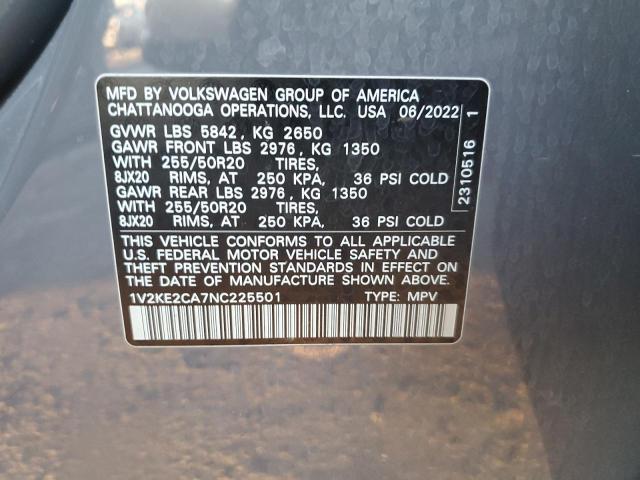 MFD BY VOLKSWAGEN GROUP OF AMERICA
CHATTANOOGA OPERATIONS, LLC. USA 06/2022
GVWR LBS 5842, KG 2650
GAWR FRONT LBS 2976, KG 1350
WITH 255/50R20 TIRES,
8JX20 RIMS, AT 250 KPA, 36 PSI COLD
GAWR REAR LBS 2976, KG 1350
WITH 255/50R20 TIRES,
8JX20 RIMS, AT 250 KPA, 36 PSI COLD
THIS VEHICLE CONFORMS TO ALL APPLICABLE
U.S. FEDERAL MOTOR VEHICLE SAFETY AND
THEFT PREVENTION STANDARDS IN EFFECT ON THE
DATE OF MANUFACTURE SHOWN ABOVE.
1V2KE2CA7NC225501 TYPE: MPV
2310516 1